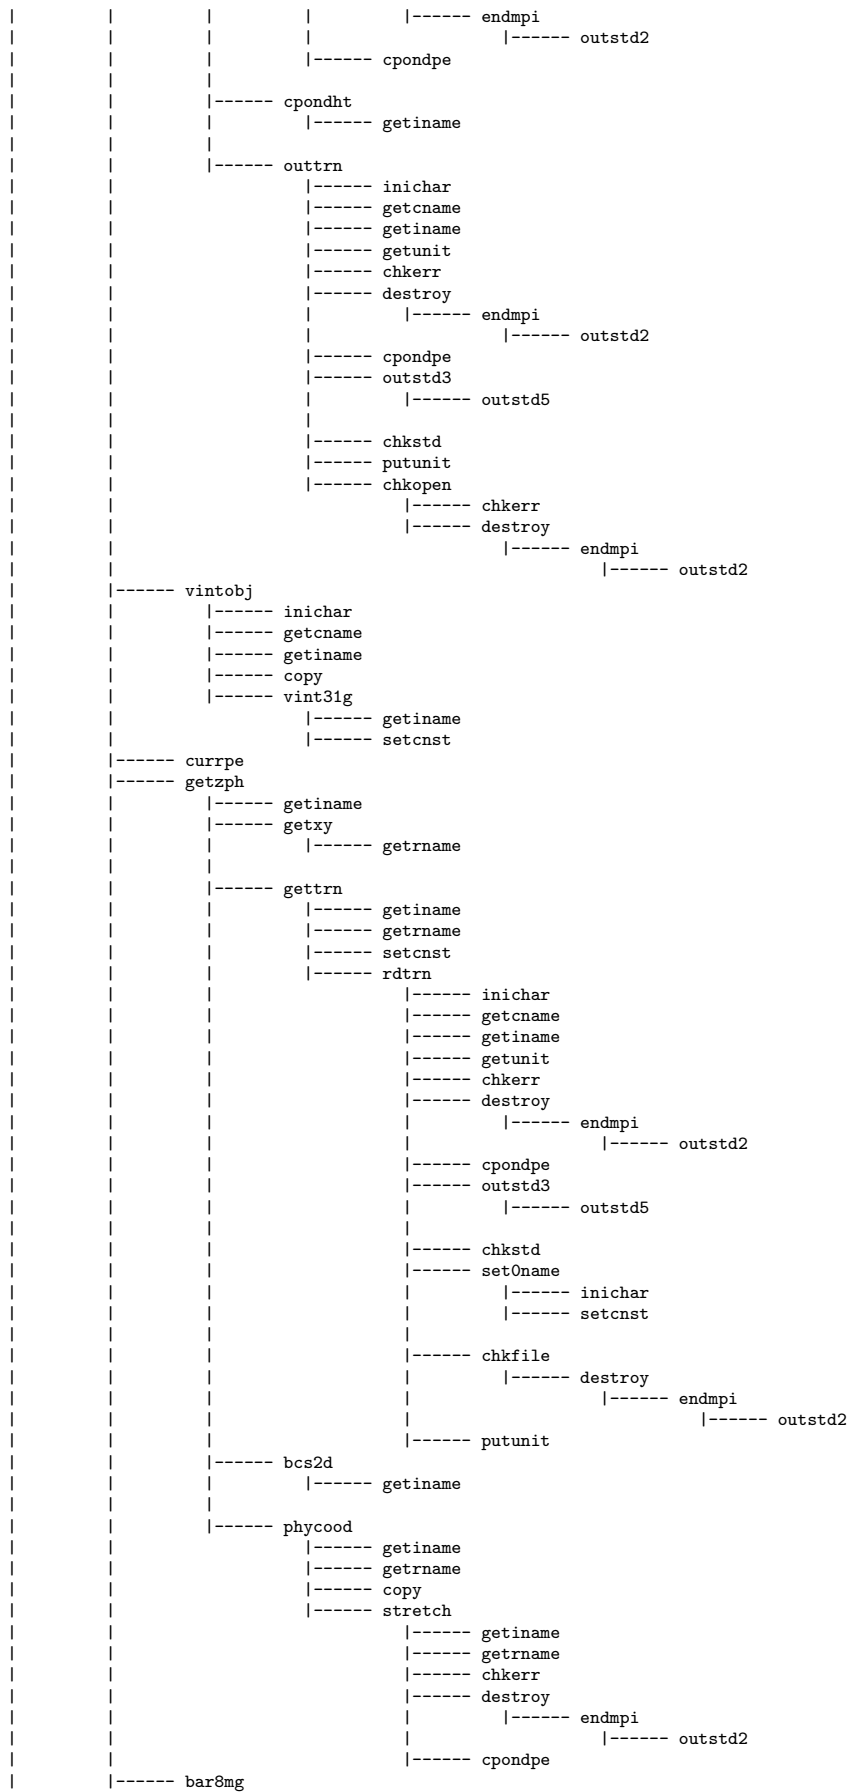 |         |         |         |         |------ endmpi
|         |         |         |                   |------ outstd2
|         |         |         |------ cpondpe
|         |         |
|         |         |------ cpondht
|         |         |         |------ getiname
|         |         |
|         |         |------ outtrn
|         |                   |------ inichar
|         |                   |------ getcname
|         |                   |------ getiname
|         |                   |------ getunit
|         |                   |------ chkerr
|         |                   |------ destroy
|         |                   |         |------ endmpi
|         |                   |                   |------ outstd2
|         |                   |------ cpondpe
|         |                   |------ outstd3
|         |                   |         |------ outstd5
|         |                   |
|         |                   |------ chkstd
|         |                   |------ putunit
|         |                   |------ chkopen
|         |                             |------ chkerr
|         |                             |------ destroy
|         |                                       |------ endmpi
|         |                                                 |------ outstd2
|         |------ vintobj
|         |         |------ inichar
|         |         |------ getcname
|         |         |------ getiname
|         |         |------ copy
|         |         |------ vint31g
|         |                   |------ getiname
|         |                   |------ setcnst
|         |------ currpe
|         |------ getzph
|         |         |------ getiname
|         |         |------ getxy
|         |         |         |------ getrname
|         |         |
|         |         |------ gettrn
|         |         |         |------ getiname
|         |         |         |------ getrname
|         |         |         |------ setcnst
|         |         |         |------ rdtrn
|         |         |                   |------ inichar
|         |         |                   |------ getcname
|         |         |                   |------ getiname
|         |         |                   |------ getunit
|         |         |                   |------ chkerr
|         |         |                   |------ destroy
|         |         |                   |         |------ endmpi
|         |         |                   |                   |------ outstd2
|         |         |                   |------ cpondpe
|         |         |                   |------ outstd3
|         |         |                   |         |------ outstd5
|         |         |                   |
|         |         |                   |------ chkstd
|         |         |                   |------ set0name
|         |         |                   |         |------ inichar
|         |         |                   |         |------ setcnst
|         |         |                   |
|         |         |                   |------ chkfile
|         |         |                   |         |------ destroy
|         |         |                   |                   |------ endmpi
|         |         |                   |                             |------ outstd2
|         |         |                   |------ putunit
|         |         |------ bcs2d
|         |         |         |------ getiname
|         |         |
|         |         |------ phycood
|         |                   |------ getiname
|         |                   |------ getrname
|         |                   |------ copy
|         |                   |------ stretch
|         |                             |------ getiname
|         |                             |------ getrname
|         |                             |------ chkerr
|         |                             |------ destroy
|         |                             |         |------ endmpi
|         |                             |                   |------ outstd2
|         |                             |------ cpondpe
|         |------ bar8mg